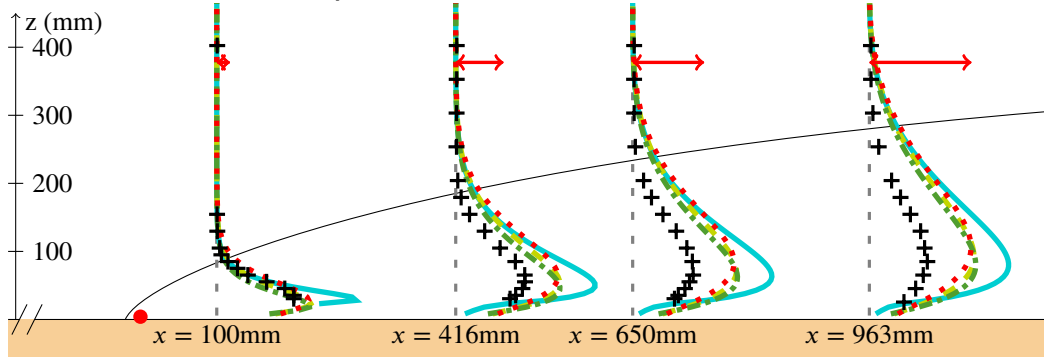 z (mm)
400
300
200
100
x = 100mm
x = 416mm
x = 650mm
x = 963mm